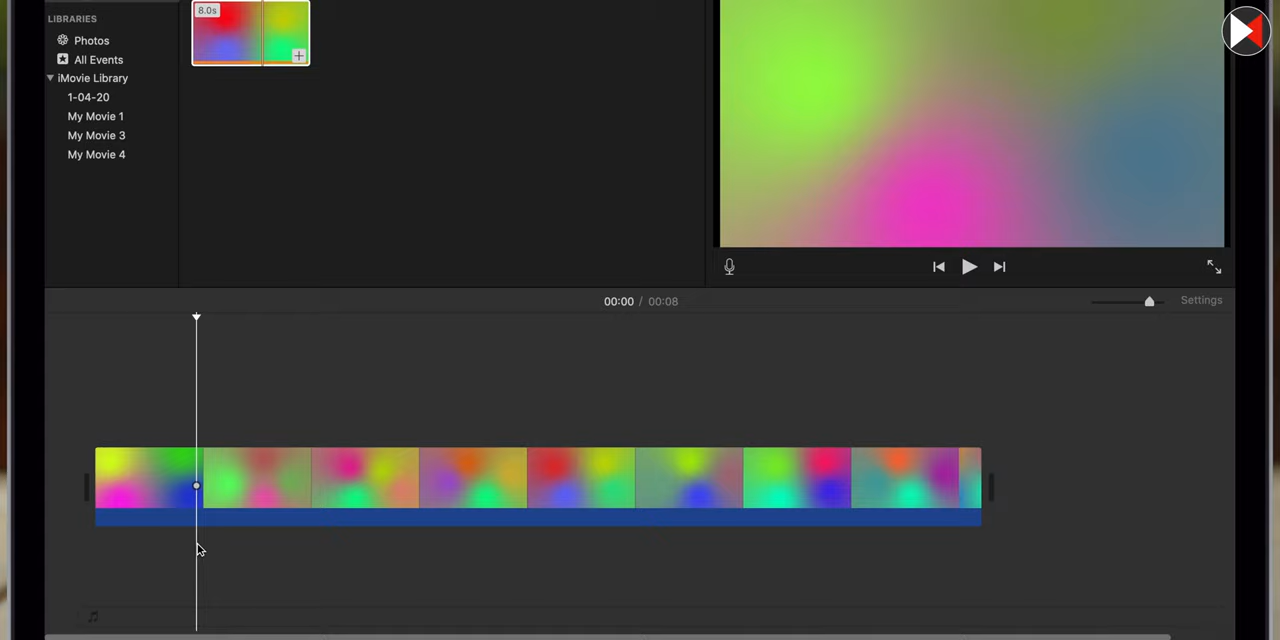 LIBRARIES
8.0s
Photos
All Events
iMovie Library
1-04-20
My Movie 1
My Movie 3
My Movie 4
00:00 / 00:08
Settings